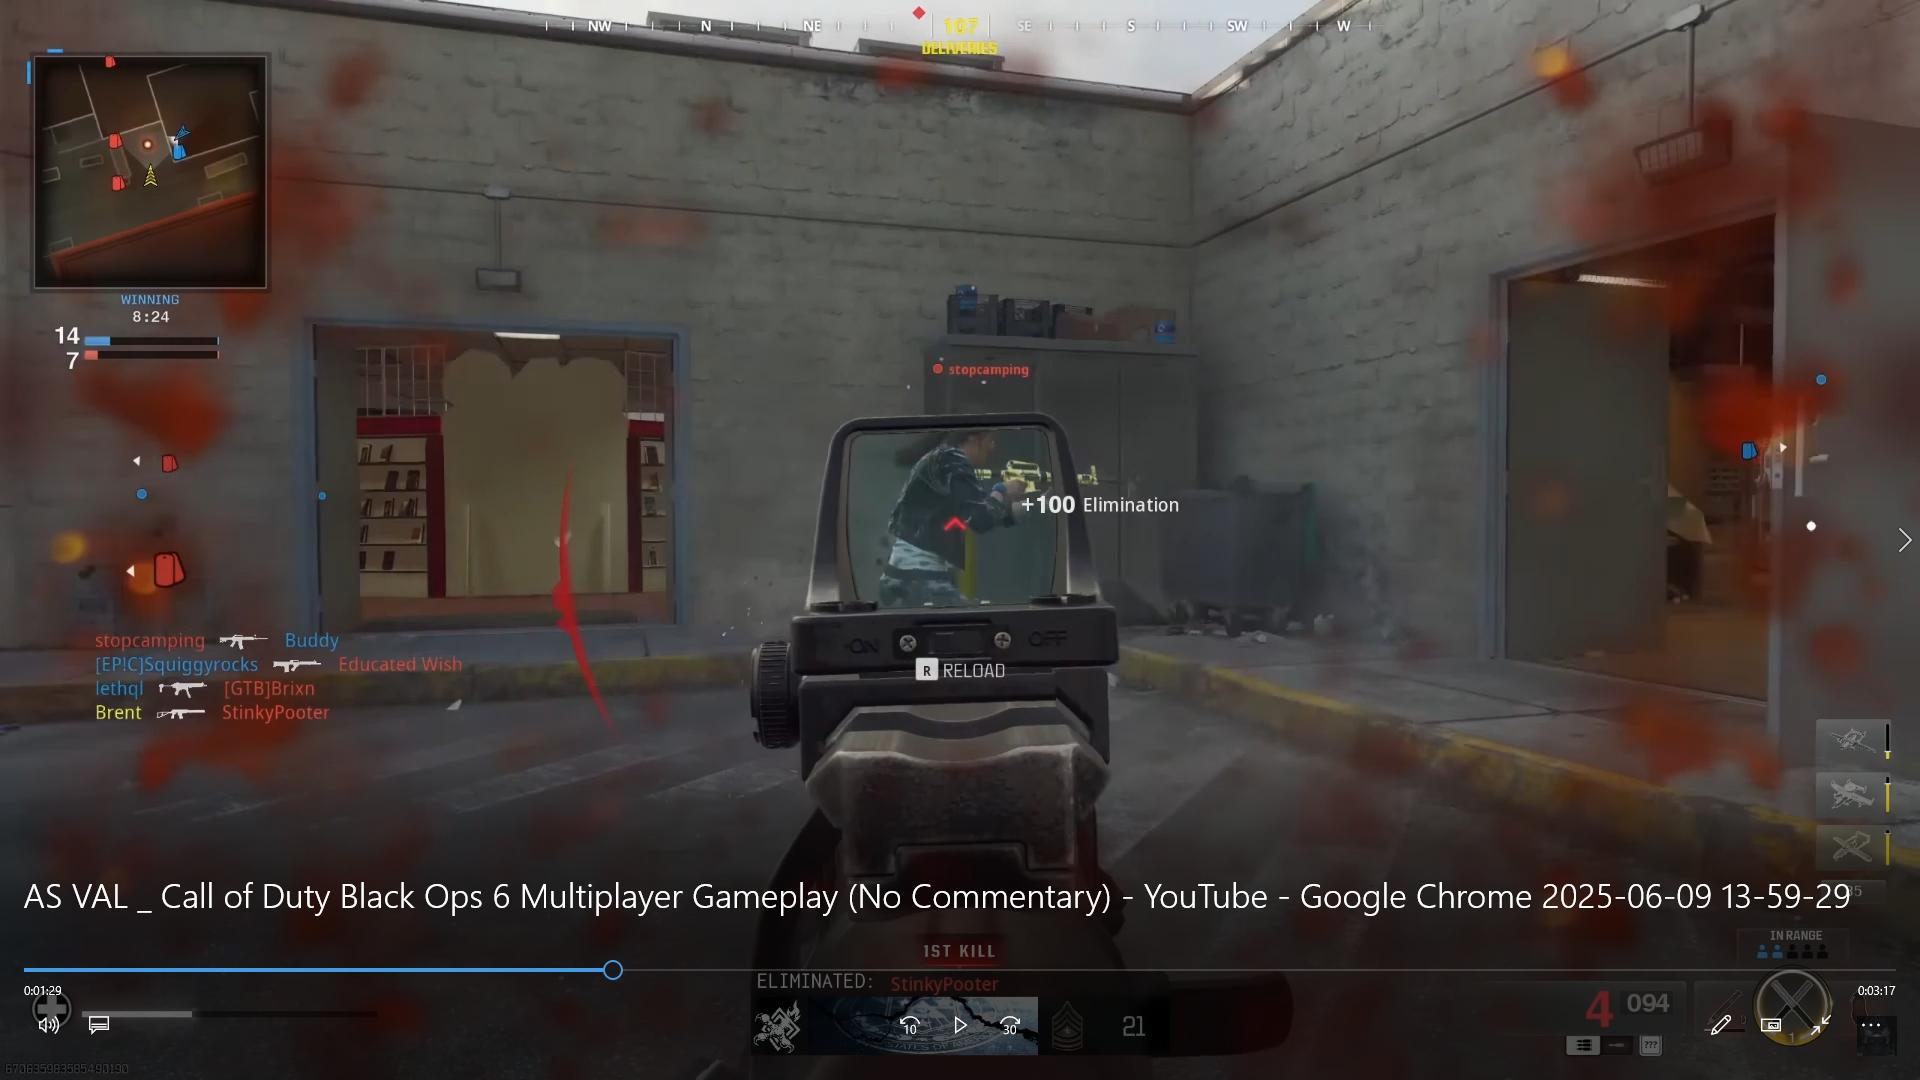 NW N NE 107 SE S SW W
DELIVERIES
WINNING
8:24
14
7
stopcamping
+100 Elimination
stopcamping Buddy
[EP!C]Squiggyrocks Educated Wish
lethql [GTB]Brixn
Brent StinkyPooter
ON OFF
R RELOAD
AS VAL _ Call of Duty Black Ops 6 Multiplayer Gameplay (No Commentary) - YouTube - Google Chrome 2025-06-09 13-59-29
1ST KILL
IN RANGE
ELIMINATED: StinkyPooter
0:01:29
0:03:17
4 094
10 30
21
1
???